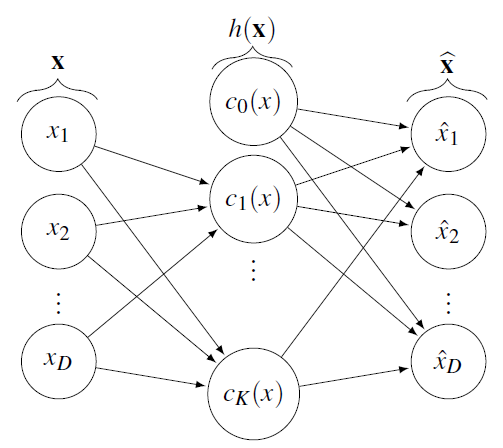 h(𝐱)
𝐱
𝐱̂
x₁
c₀(x)
x̂₁
x₂
c₁(x)
x̂₂
⋮
⋮
⋮
x_D
c_K(x)
x̂_D